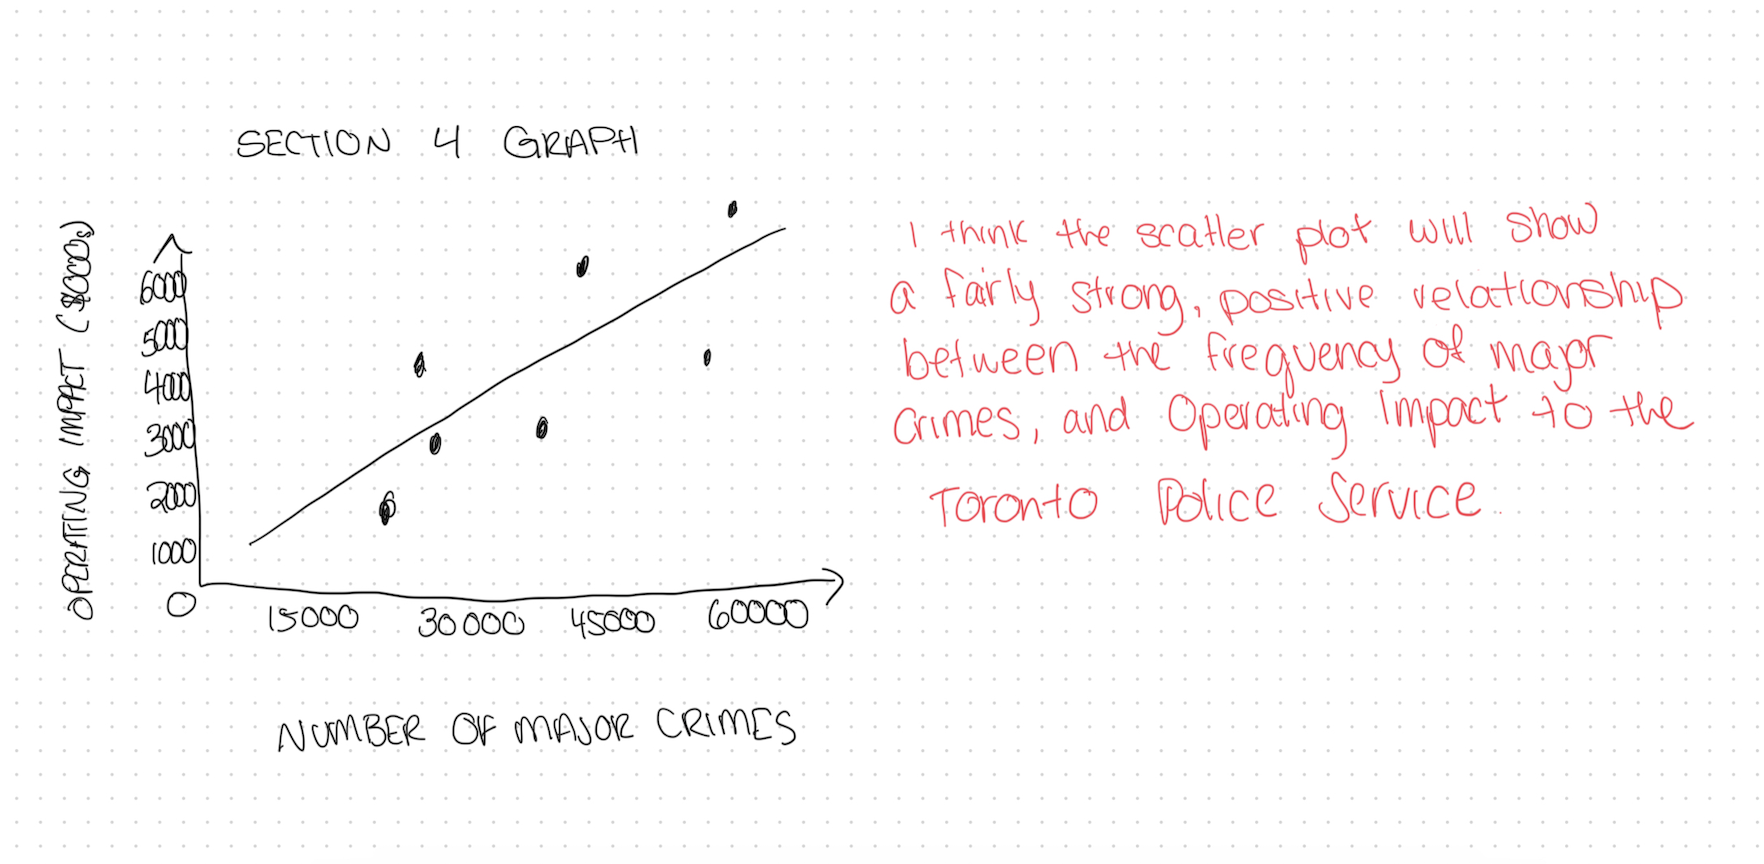 SECTION 4 GRAPH
OPERATING IMPACT ($000s)
6000
5000
4000
3000
2000
1000
0
15000 30000 45000 60000
NUMBER OF MAJOR CRIMES
I think the scatter plot will show
a fairly strong, positive relationship
between the frequency of major
crimes, and Operating Impact to the
Toronto Police Service.